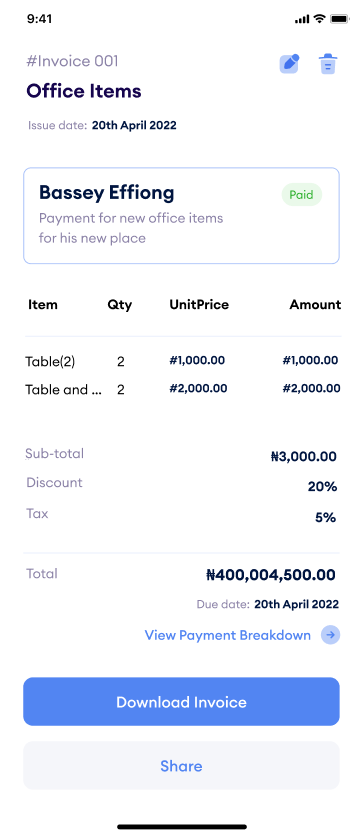 9:41
#Invoice 001
Office Items
Issue date: 20th April 2022
Bassey Effiong
Paid
Payment for new office items
for his new place
Item Qty UnitPrice Amount
Table(2) 2 #1,000.00 #1,000.00
Table and ... 2 #2,000.00 #2,000.00
Sub-total ₦3,000.00
Discount 20%
Tax 5%
Total ₦400,004,500.00
Due date: 20th April 2022
View Payment Breakdown
Download Invoice
Share